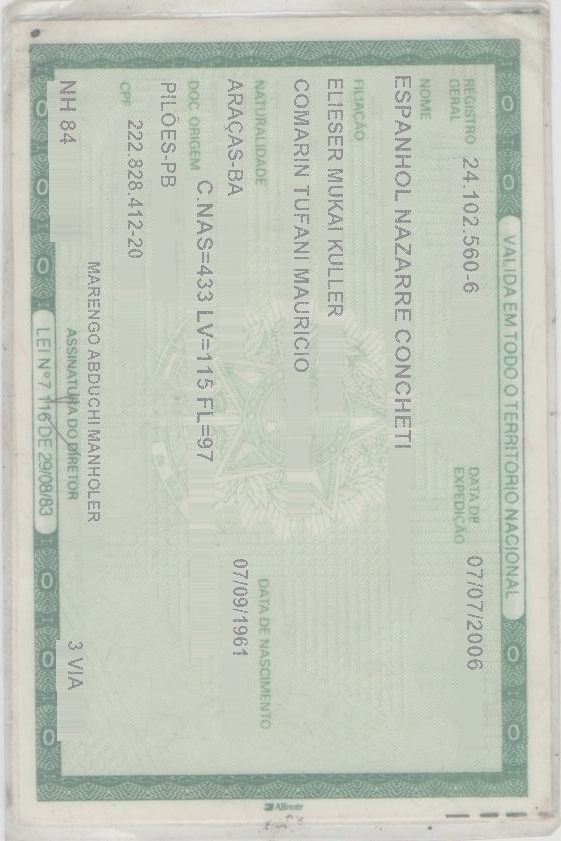 VALIDA EM TODO O TERRITORIO NACIONAL
REGISTRO GERAL 24.102.560-6 DATA DE EXPEDIÇÃO 07/07/2006
NOME
ESPANHOL NAZARRE CONCHETI
FILIAÇÃO
ELIESER MUKAI KULLER
COMARIN TUFANI MAURICIO
NATURALIDADE DATA DE NASCIMENTO
ARAÇAS-BA 07/09/1961
DOC ORIGEM C.NAS=433 LV=115 FL=97
PILÕES-PB
CPF 222.828.412-20
MARENGO ABDUCHI MANHOLER
NH 84 ASSINATURA DO DIRETOR 3 VIA
LEI Nº 7 116 DE 29/08/83